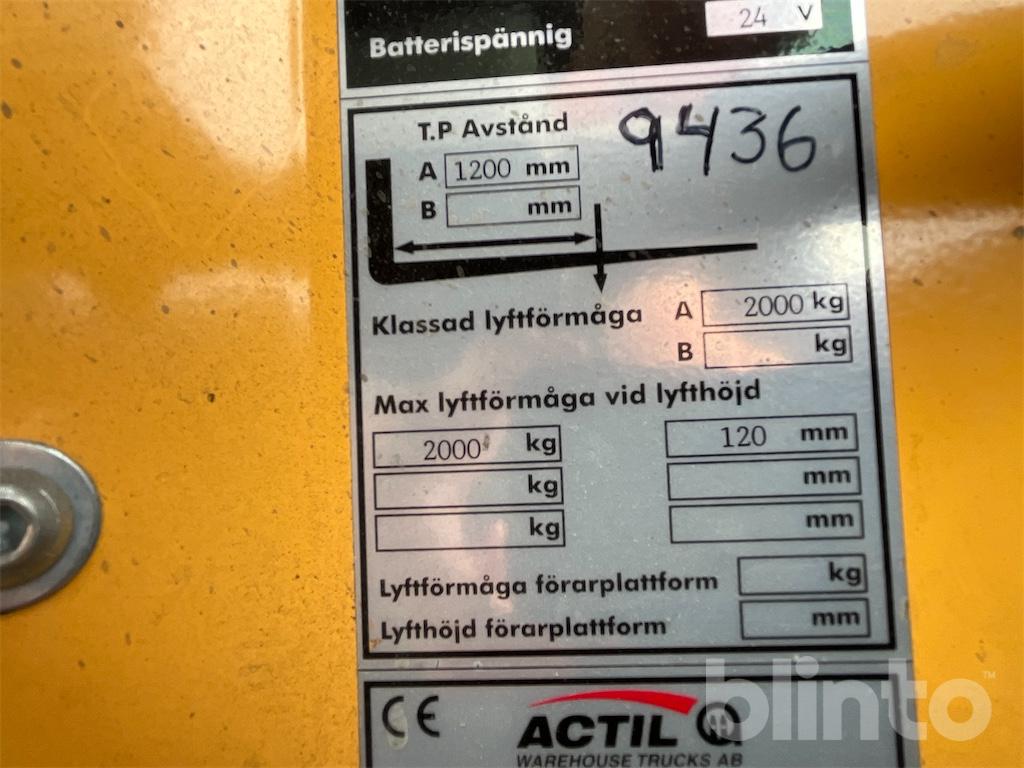 Batterispännig 24 V
T.P Avstånd 9436
A 1200 mm
B mm
Klassad lyftförmåga A 2000 kg
B kg
Max lyftförmåga vid lyfthöjd
2000 kg 120 mm
kg mm
kg mm
Lyftförmåga förarplattform kg
Lyfthöjd förarplattform mm
CE ACTIL
WAREHOUSE TRUCKS AB
blinto™